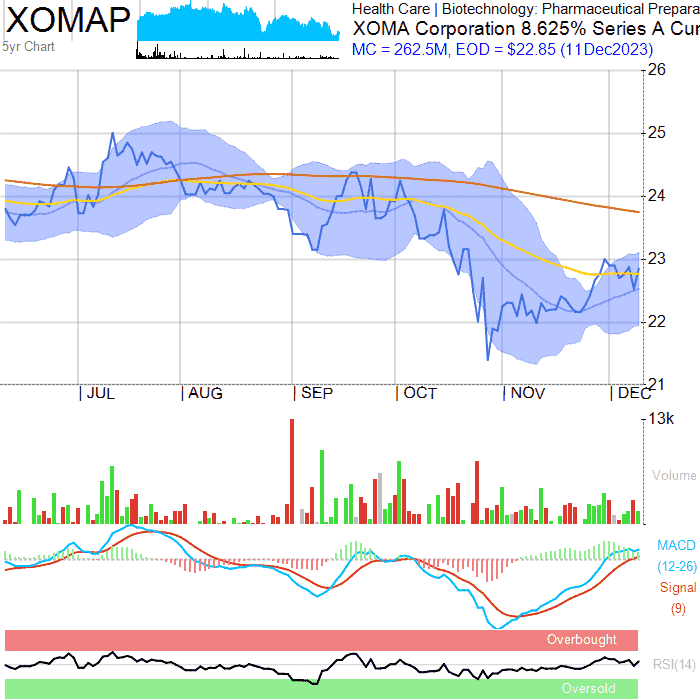 XOMAP
5yr Chart
Health Care | Biotechnology: Pharmaceutical Prepara
XOMA Corporation 8.625% Series A Cur
MC = 262.5M, EOD = $22.85 (11Dec2023)
26
25
24
23
22
21
| JUL | AUG | SEP | OCT | NOV | DEC
13k
Volume
MACD
(12-26)
Signal
(9)
Overbought
RSI(14)
Oversold